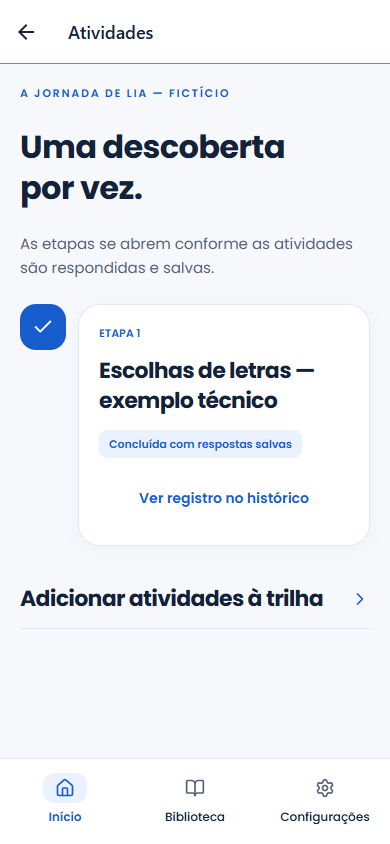 Atividades
A JORNADA DE LIA — FICTÍCIO
Uma descoberta
por vez.
As etapas se abrem conforme as atividades
são respondidas e salvas.
ETAPA 1
Escolhas de letras —
exemplo técnico
Concluída com respostas salvas
Ver registro no histórico
Adicionar atividades à trilha
Início
Biblioteca
Configurações